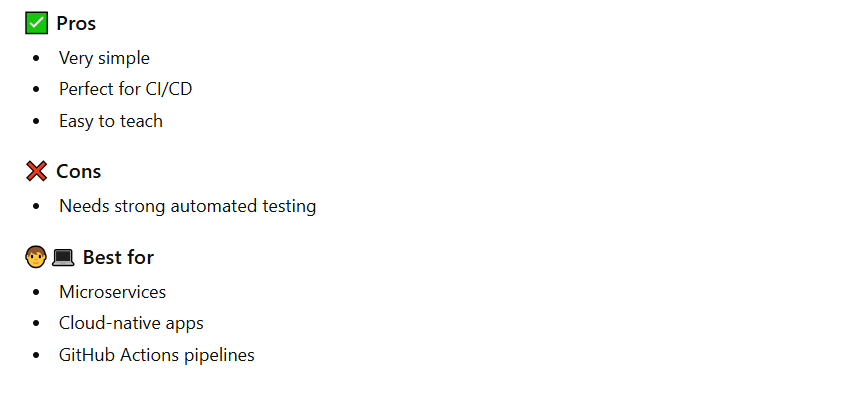 ✅ Pros
• Very simple
• Perfect for CI/CD
• Easy to teach
❌ Cons
• Needs strong automated testing
🧑💻 Best for
• Microservices
• Cloud-native apps
• GitHub Actions pipelines